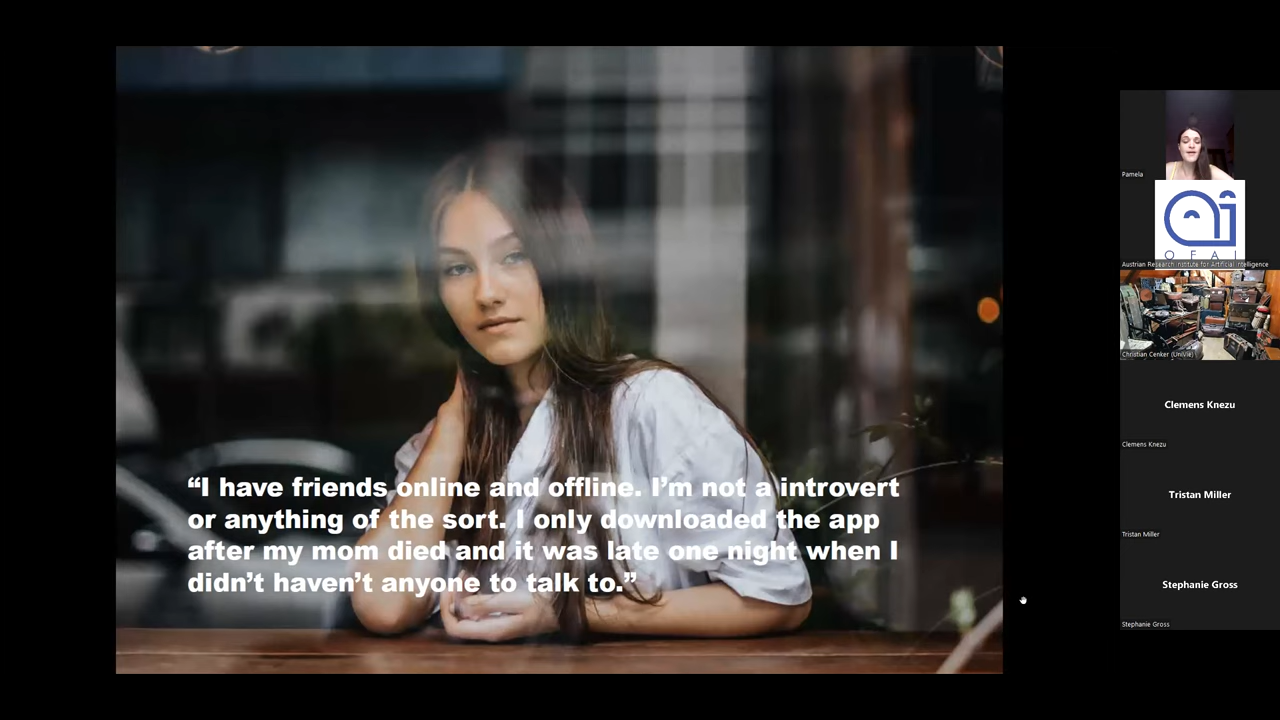 “I have friends online and offline. I’m not a introvert
or anything of the sort. I only downloaded the app
after my mom died and it was late one night when I
didn’t haven’t anyone to talk to.”
Pamela
ai
O F A I
Austrian Research Institute for Artificial Intelligence
Christian Cenker (UniVie)
Clemens Knezu
Clemens Knezu
Tristan Miller
Tristan Miller
Stephanie Gross
Stephanie Gross